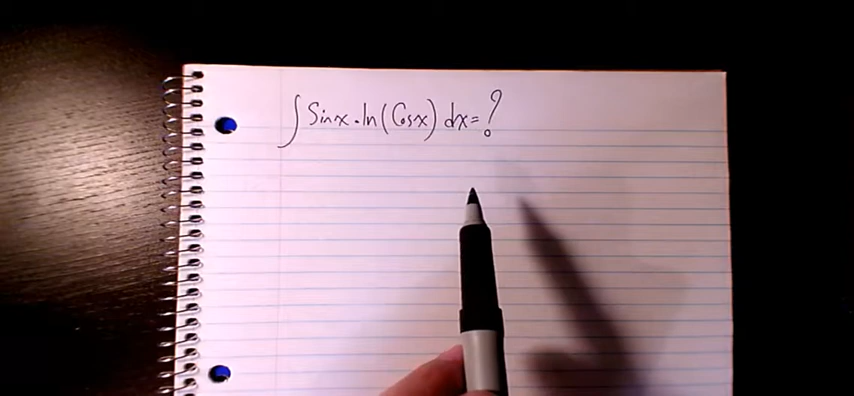 ∫ Sinx · ln(Cosx) dx = ?